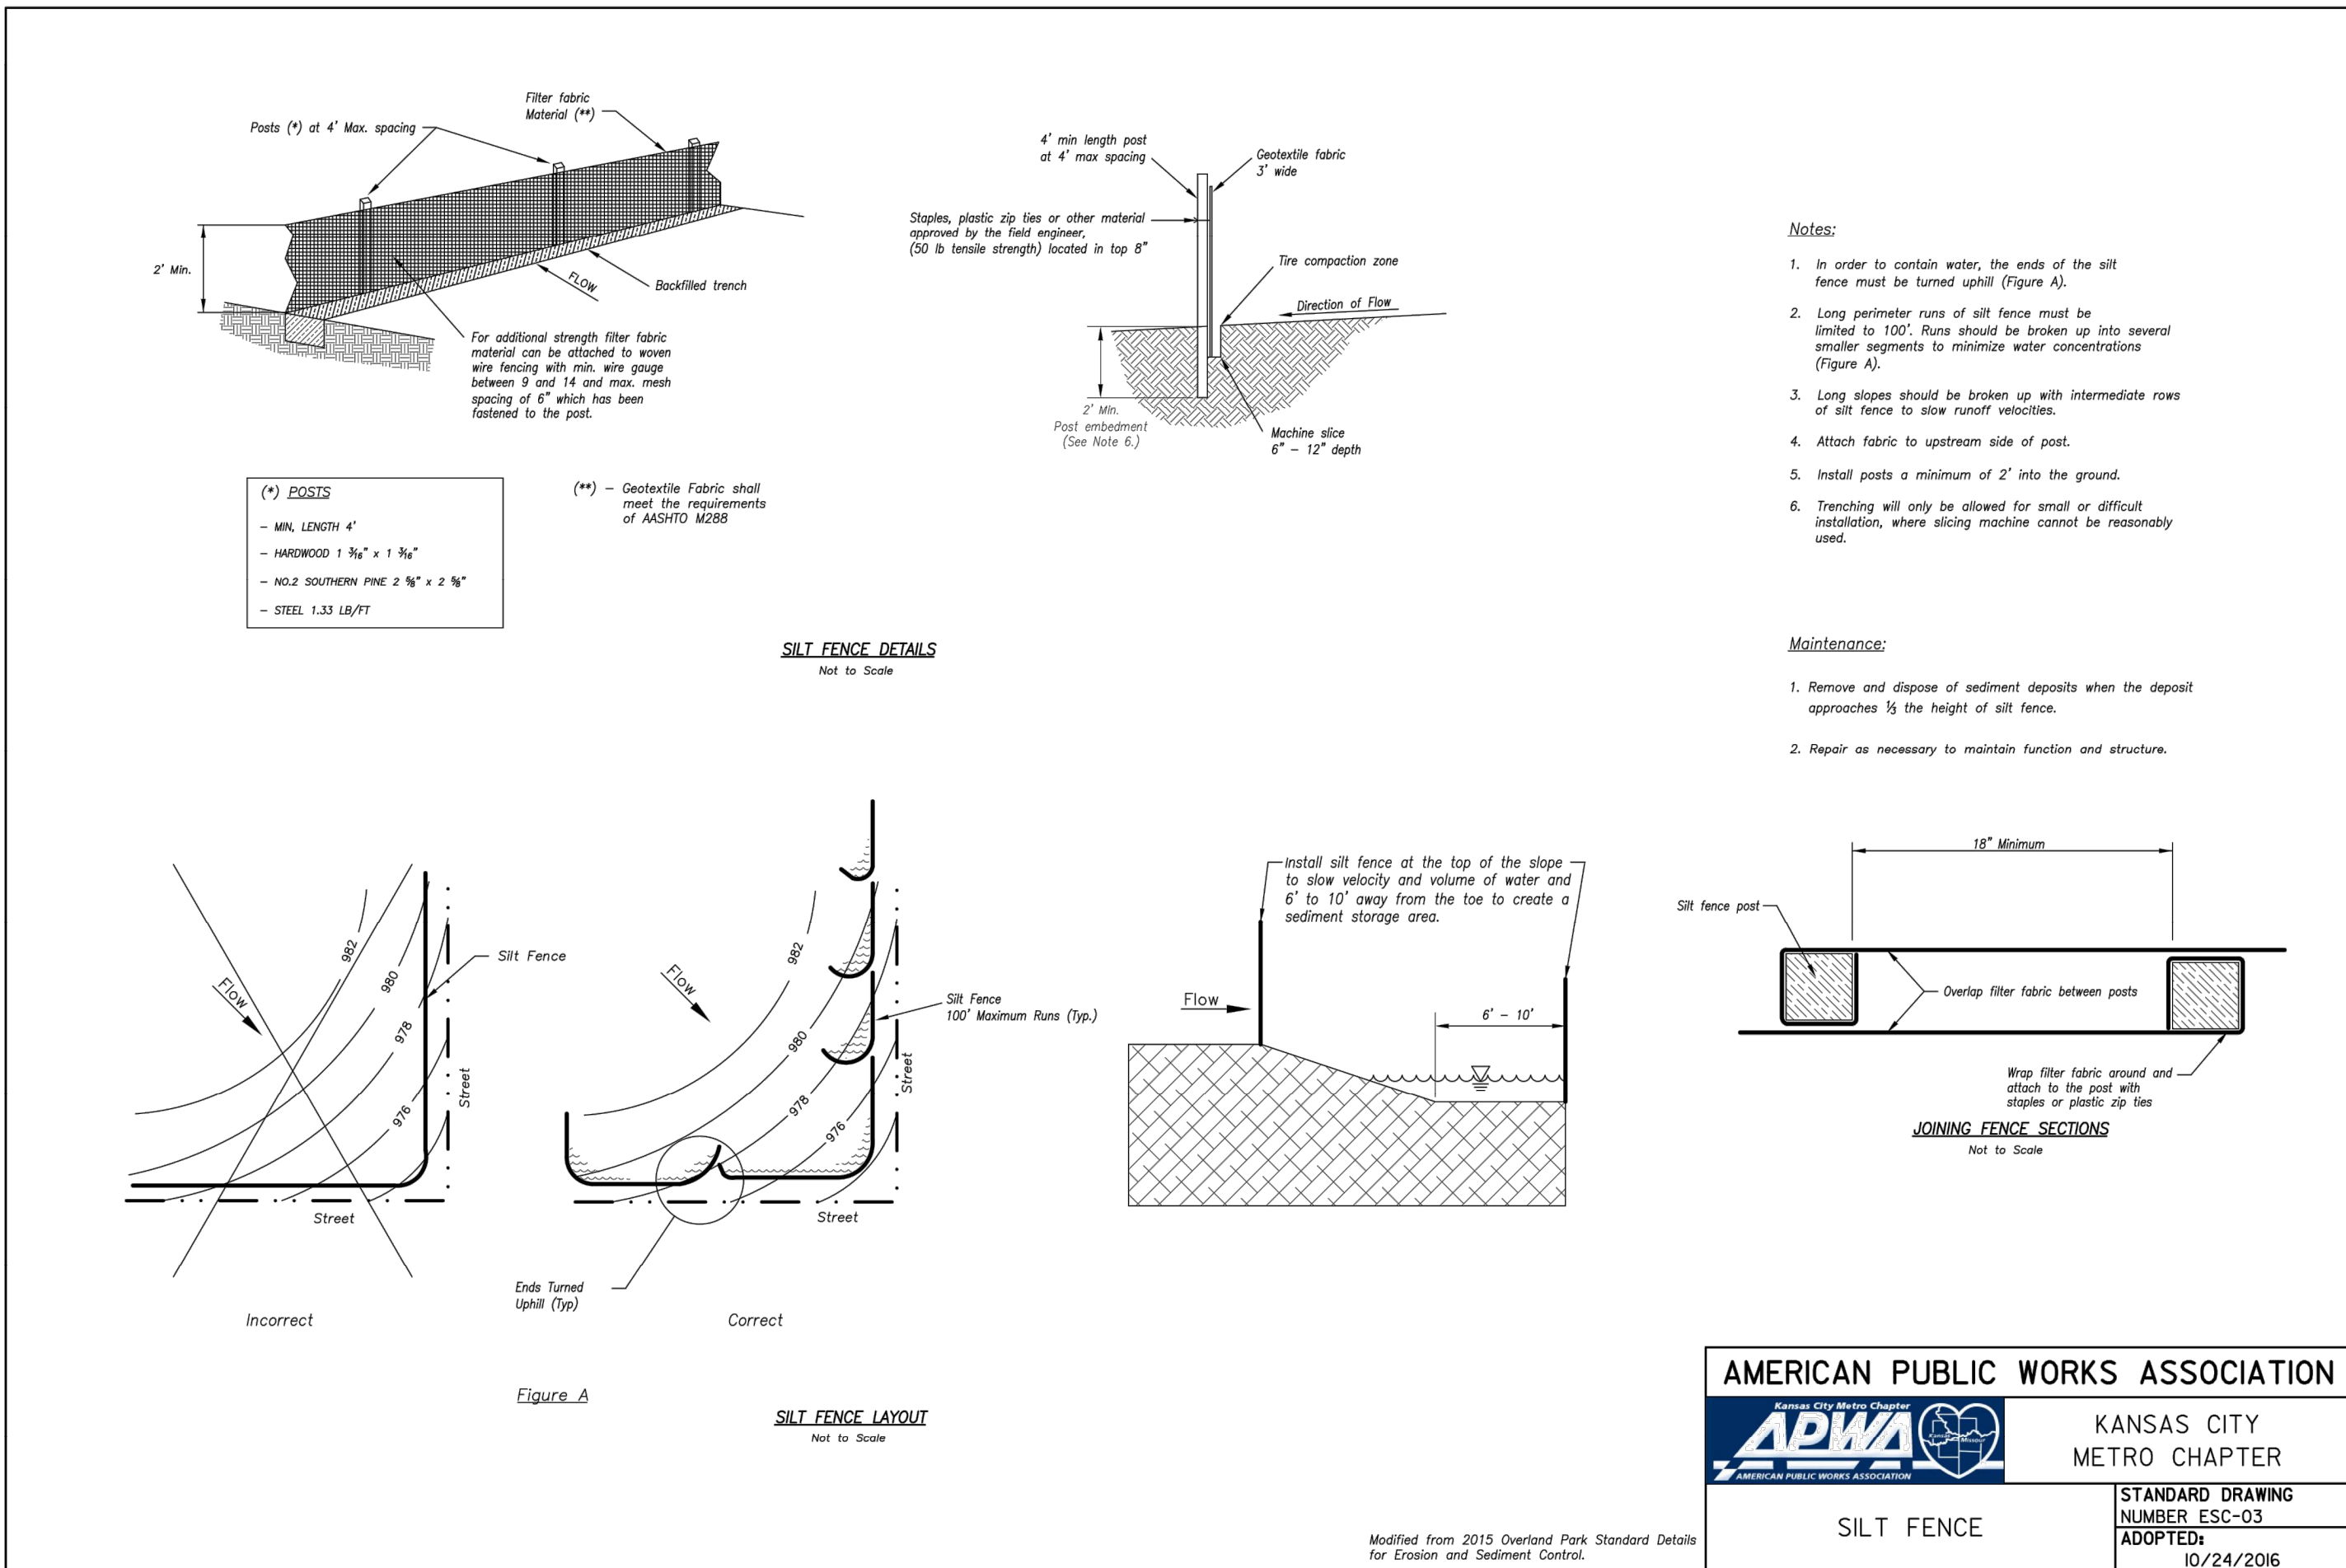 Filter fabric
Material (**)
Posts (*) at 4' Max. spacing
2' Min.
FLOW
Backfilled trench
For additional strength filter fabric
material can be attached to woven
wire fencing with min. wire gauge
between 9 and 14 and max. mesh
spacing of 6" which has been
fastened to the post.
(*) POSTS
- MIN, LENGTH 4'
- HARDWOOD 1 3/16" x 1 3/16"
- NO.2 SOUTHERN PINE 2 5/8" x 2 5/8"
- STEEL 1.33 LB/FT
(**) - Geotextile Fabric shall
meet the requirements
of AASHTO M288
4' min length post
at 4' max spacing
Geotextile fabric
3' wide
Staples, plastic zip ties or other material
approved by the field engineer,
(50 lb tensile strength) located in top 8"
Tire compaction zone
Direction of Flow
2' Min.
Post embedment
(See Note 6.)
Machine slice
6" - 12" depth
SILT FENCE DETAILS
Not to Scale
Notes:
1. In order to contain water, the ends of the silt
fence must be turned uphill (Figure A).
2. Long perimeter runs of silt fence must be
limited to 100'. Runs should be broken up into several
smaller segments to minimize water concentrations
(Figure A).
3. Long slopes should be broken up with intermediate rows
of silt fence to slow runoff velocities.
4. Attach fabric to upstream side of post.
5. Install posts a minimum of 2' into the ground.
6. Trenching will only be allowed for small or difficult
installation, where slicing machine cannot be reasonably
used.
Maintenance:
1. Remove and dispose of sediment deposits when the deposit
approaches 1/3 the height of silt fence.
2. Repair as necessary to maintain function and structure.
982
980
978
976
Flow
Silt Fence
Street
Street
Incorrect
982
980
978
976
Flow
Silt Fence
100' Maximum Runs (Typ.)
Street
Street
Ends Turned
Uphill (Typ)
Correct
Figure A
SILT FENCE LAYOUT
Not to Scale
Install silt fence at the top of the slope
to slow velocity and volume of water and
6' to 10' away from the toe to create a
sediment storage area.
Flow
6' - 10'
18" Minimum
Silt fence post
Overlap filter fabric between posts
Wrap filter fabric around and
attach to the post with
staples or plastic zip ties
JOINING FENCE SECTIONS
Not to Scale
Modified from 2015 Overland Park Standard Details
for Erosion and Sediment Control.
AMERICAN PUBLIC WORKS ASSOCIATION
Kansas City Metro Chapter
APWA
Kansas
Missouri
AMERICAN PUBLIC WORKS ASSOCIATION
KANSAS CITY
METRO CHAPTER
SILT FENCE
STANDARD DRAWING
NUMBER ESC-03
ADOPTED:
10/24/2016